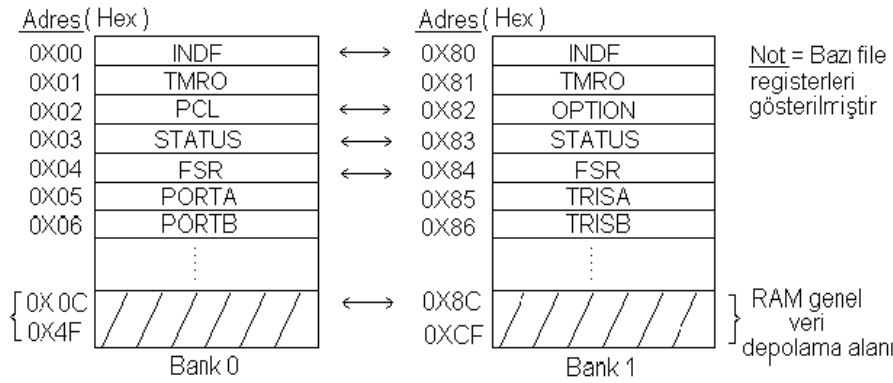 Adres ( Hex )
0X00 INDF
0X01 TMRO
0X02 PCL
0X03 STATUS
0X04 FSR
0X05 PORTA
0X06 PORTB
0X0C
0X4F
Bank 0
Adres ( Hex )
0X80 INDF
0X81 TMRO
0X82 OPTION
0X83 STATUS
0X84 FSR
0X85 TRISA
0X86 TRISB
0X8C
0XCF
Bank 1
Not = Bazı file
registerleri
gösterilmiştir
RAM genel
veri
depolama alanı